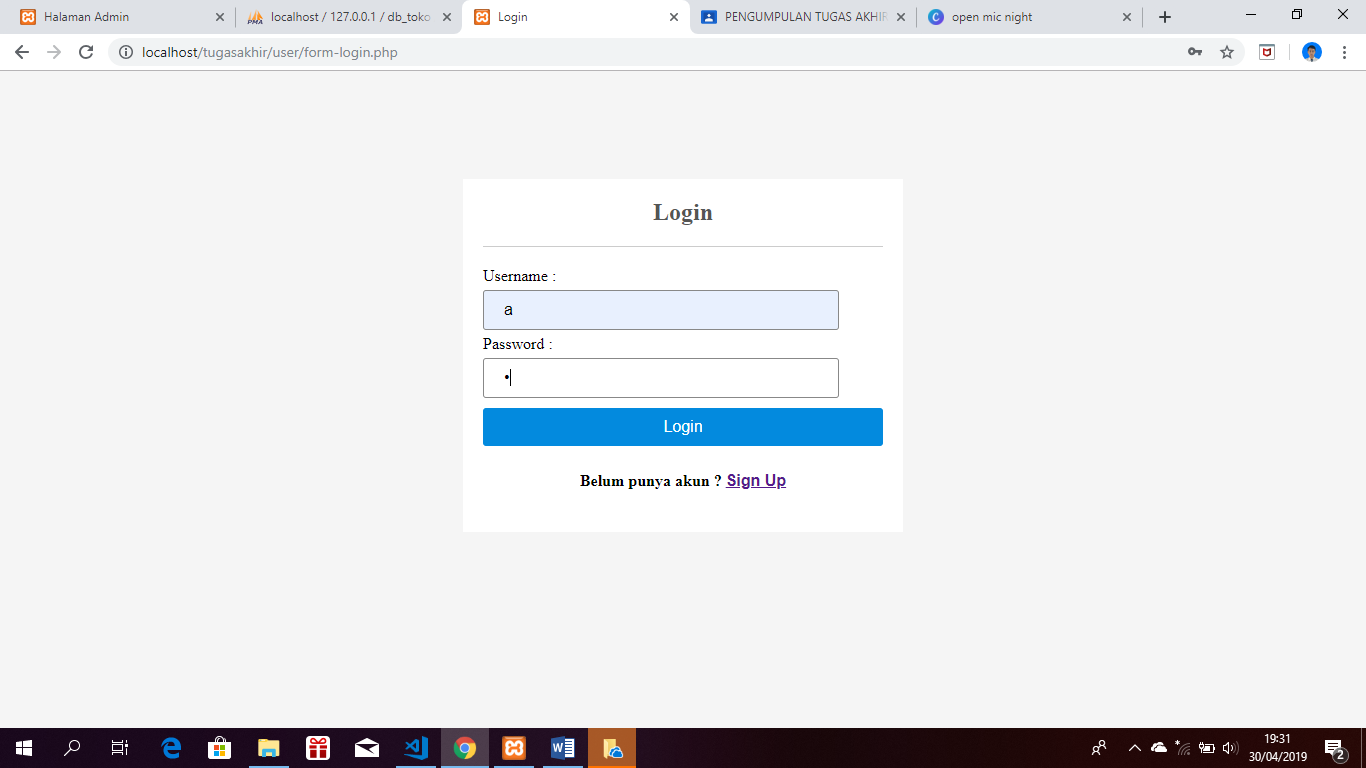 Halaman Admin
localhost / 127.0.0.1 / db_toko
Login
PENGUMPULAN TUGAS AKHIR
open mic night
localhost/tugasakhir/user/form-login.php
Login
Username :
a
Password :
•
Login
Belum punya akun ? Sign Up
19:31
30/04/2019
2